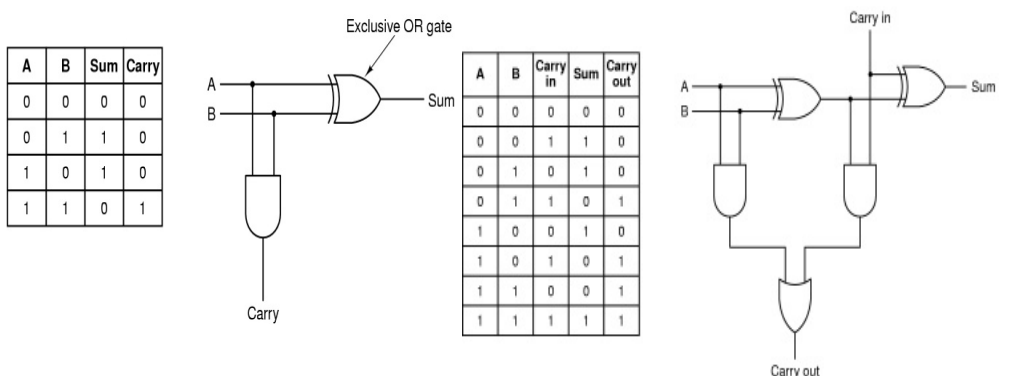 A B Sum Carry
0 0 0 0
0 1 1 0
1 0 1 0
1 1 0 1
Exclusive OR gate
A
B
Sum
Carry
A B Carry in Sum Carry out
0 0 0 0 0
0 0 1 1 0
0 1 0 1 0
0 1 1 0 1
1 0 0 1 0
1 0 1 0 1
1 1 0 0 1
1 1 1 1 1
Carry in
A
B
Sum
Carry out